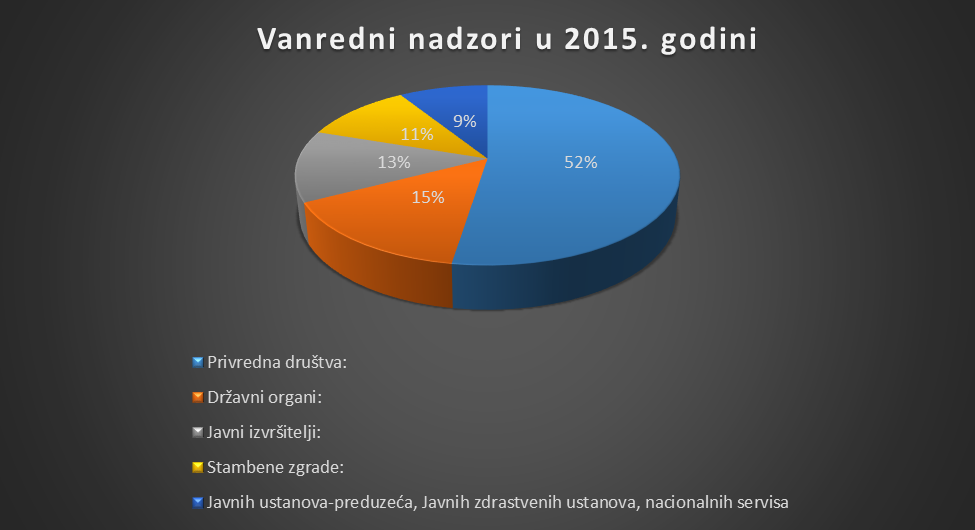 Vanredni nadzori u 2015. godini
9%
11%
52%
13%
15%
Privredna društva:
Državni organi:
Javni izvršitelji:
Stambene zgrade:
Javnih ustanova-preduzeća, Javnih zdrastvenih ustanova, nacionalnih servisa